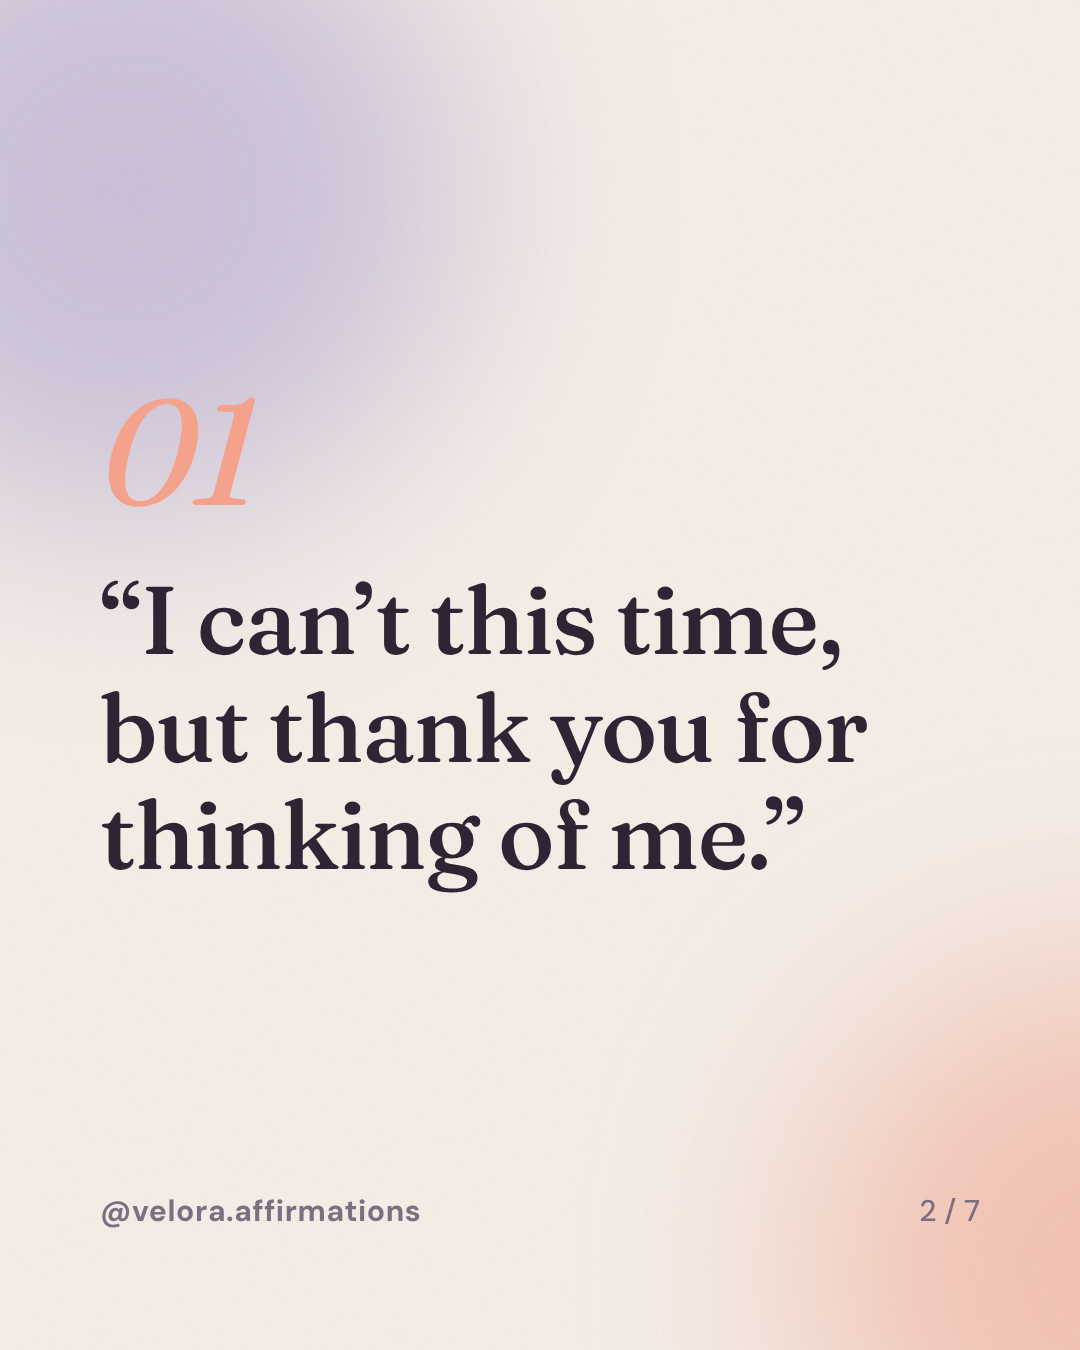 01
“I can’t this time,
but thank you for
thinking of me.”
@velora.affirmations
2 / 7